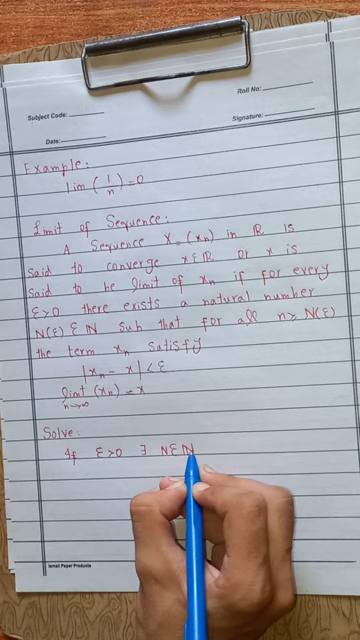 Roll No:
Subject Code:
Signature:
Date:
Example:
lim (1/n) = 0
Limit of Sequence:
A Sequence X = (xn) in ℝ is
said to converge x∈ℝ or x is
said to be limit of xn if for every
ε>0 there exists a natural number
N(ε) ∈ ℕ suh that for all n≥ N(ε)
the term xn satisfy
|xn - x| < ε
limt (xn) = x
n→∞
Solve:
If ε>0 ∃ N∈ℕ
Ismail Paper Products